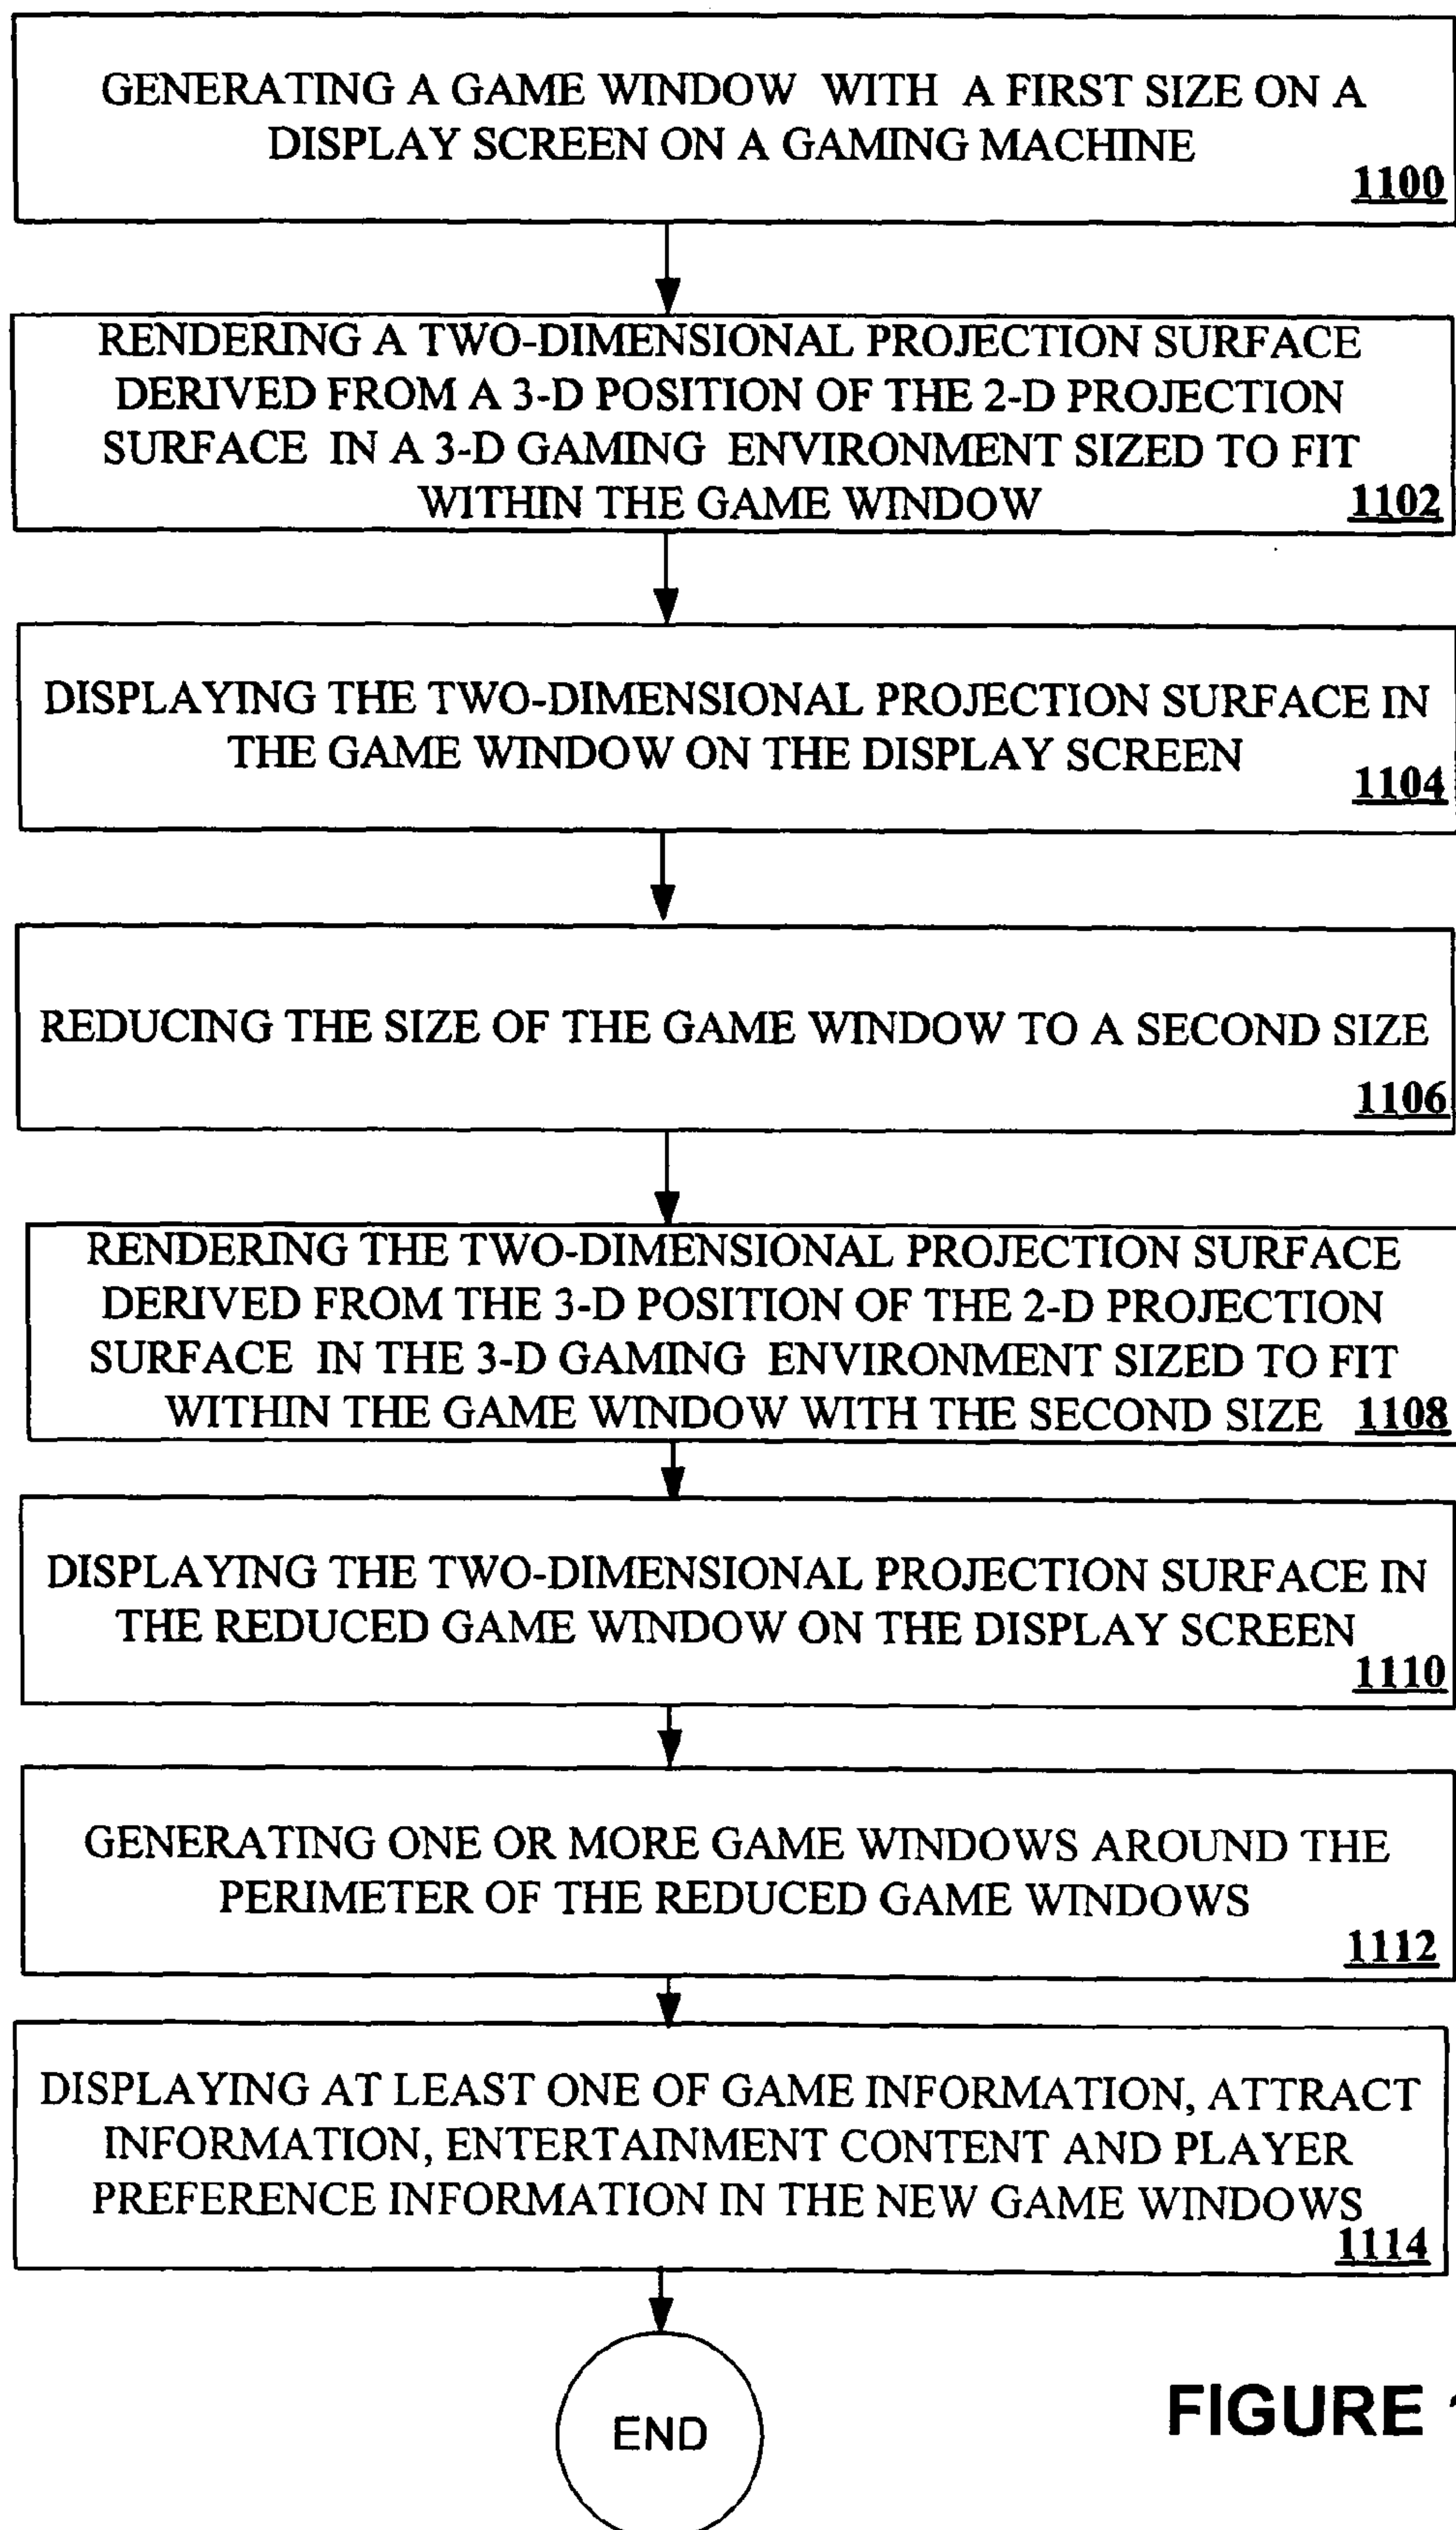 GENERATING A GAME WINDOW WITH A FIRST SIZE ON A
DISPLAY SCREEN ON A GAMING MACHINE
1100
RENDERING A TWO-DIMENSIONAL PROJECTION SURFACE
DERIVED FROM A 3-D POSITION OF THE 2-D PROJECTION
SURFACE IN A 3-D GAMING ENVIRONMENT SIZED TO FIT
WITHIN THE GAME WINDOW 1102
DISPLAYING THE TWO-DIMENSIONAL PROJECTION SURFACE IN
THE GAME WINDOW ON THE DISPLAY SCREEN
1104
REDUCING THE SIZE OF THE GAME WINDOW TO A SECOND SIZE
1106
RENDERING THE TWO-DIMENSIONAL PROJECTION SURFACE
DERIVED FROM THE 3-D POSITION OF THE 2-D PROJECTION
SURFACE IN THE 3-D GAMING ENVIRONMENT SIZED TO FIT
WITHIN THE GAME WINDOW WITH THE SECOND SIZE 1108
DISPLAYING THE TWO-DIMENSIONAL PROJECTION SURFACE IN
THE REDUCED GAME WINDOW ON THE DISPLAY SCREEN
1110
GENERATING ONE OR MORE GAME WINDOWS AROUND THE
PERIMETER OF THE REDUCED GAME WINDOWS
1112
DISPLAYING AT LEAST ONE OF GAME INFORMATION, ATTRACT
INFORMATION, ENTERTAINMENT CONTENT AND PLAYER
PREFERENCE INFORMATION IN THE NEW GAME WINDOWS
1114
END
FIGURE